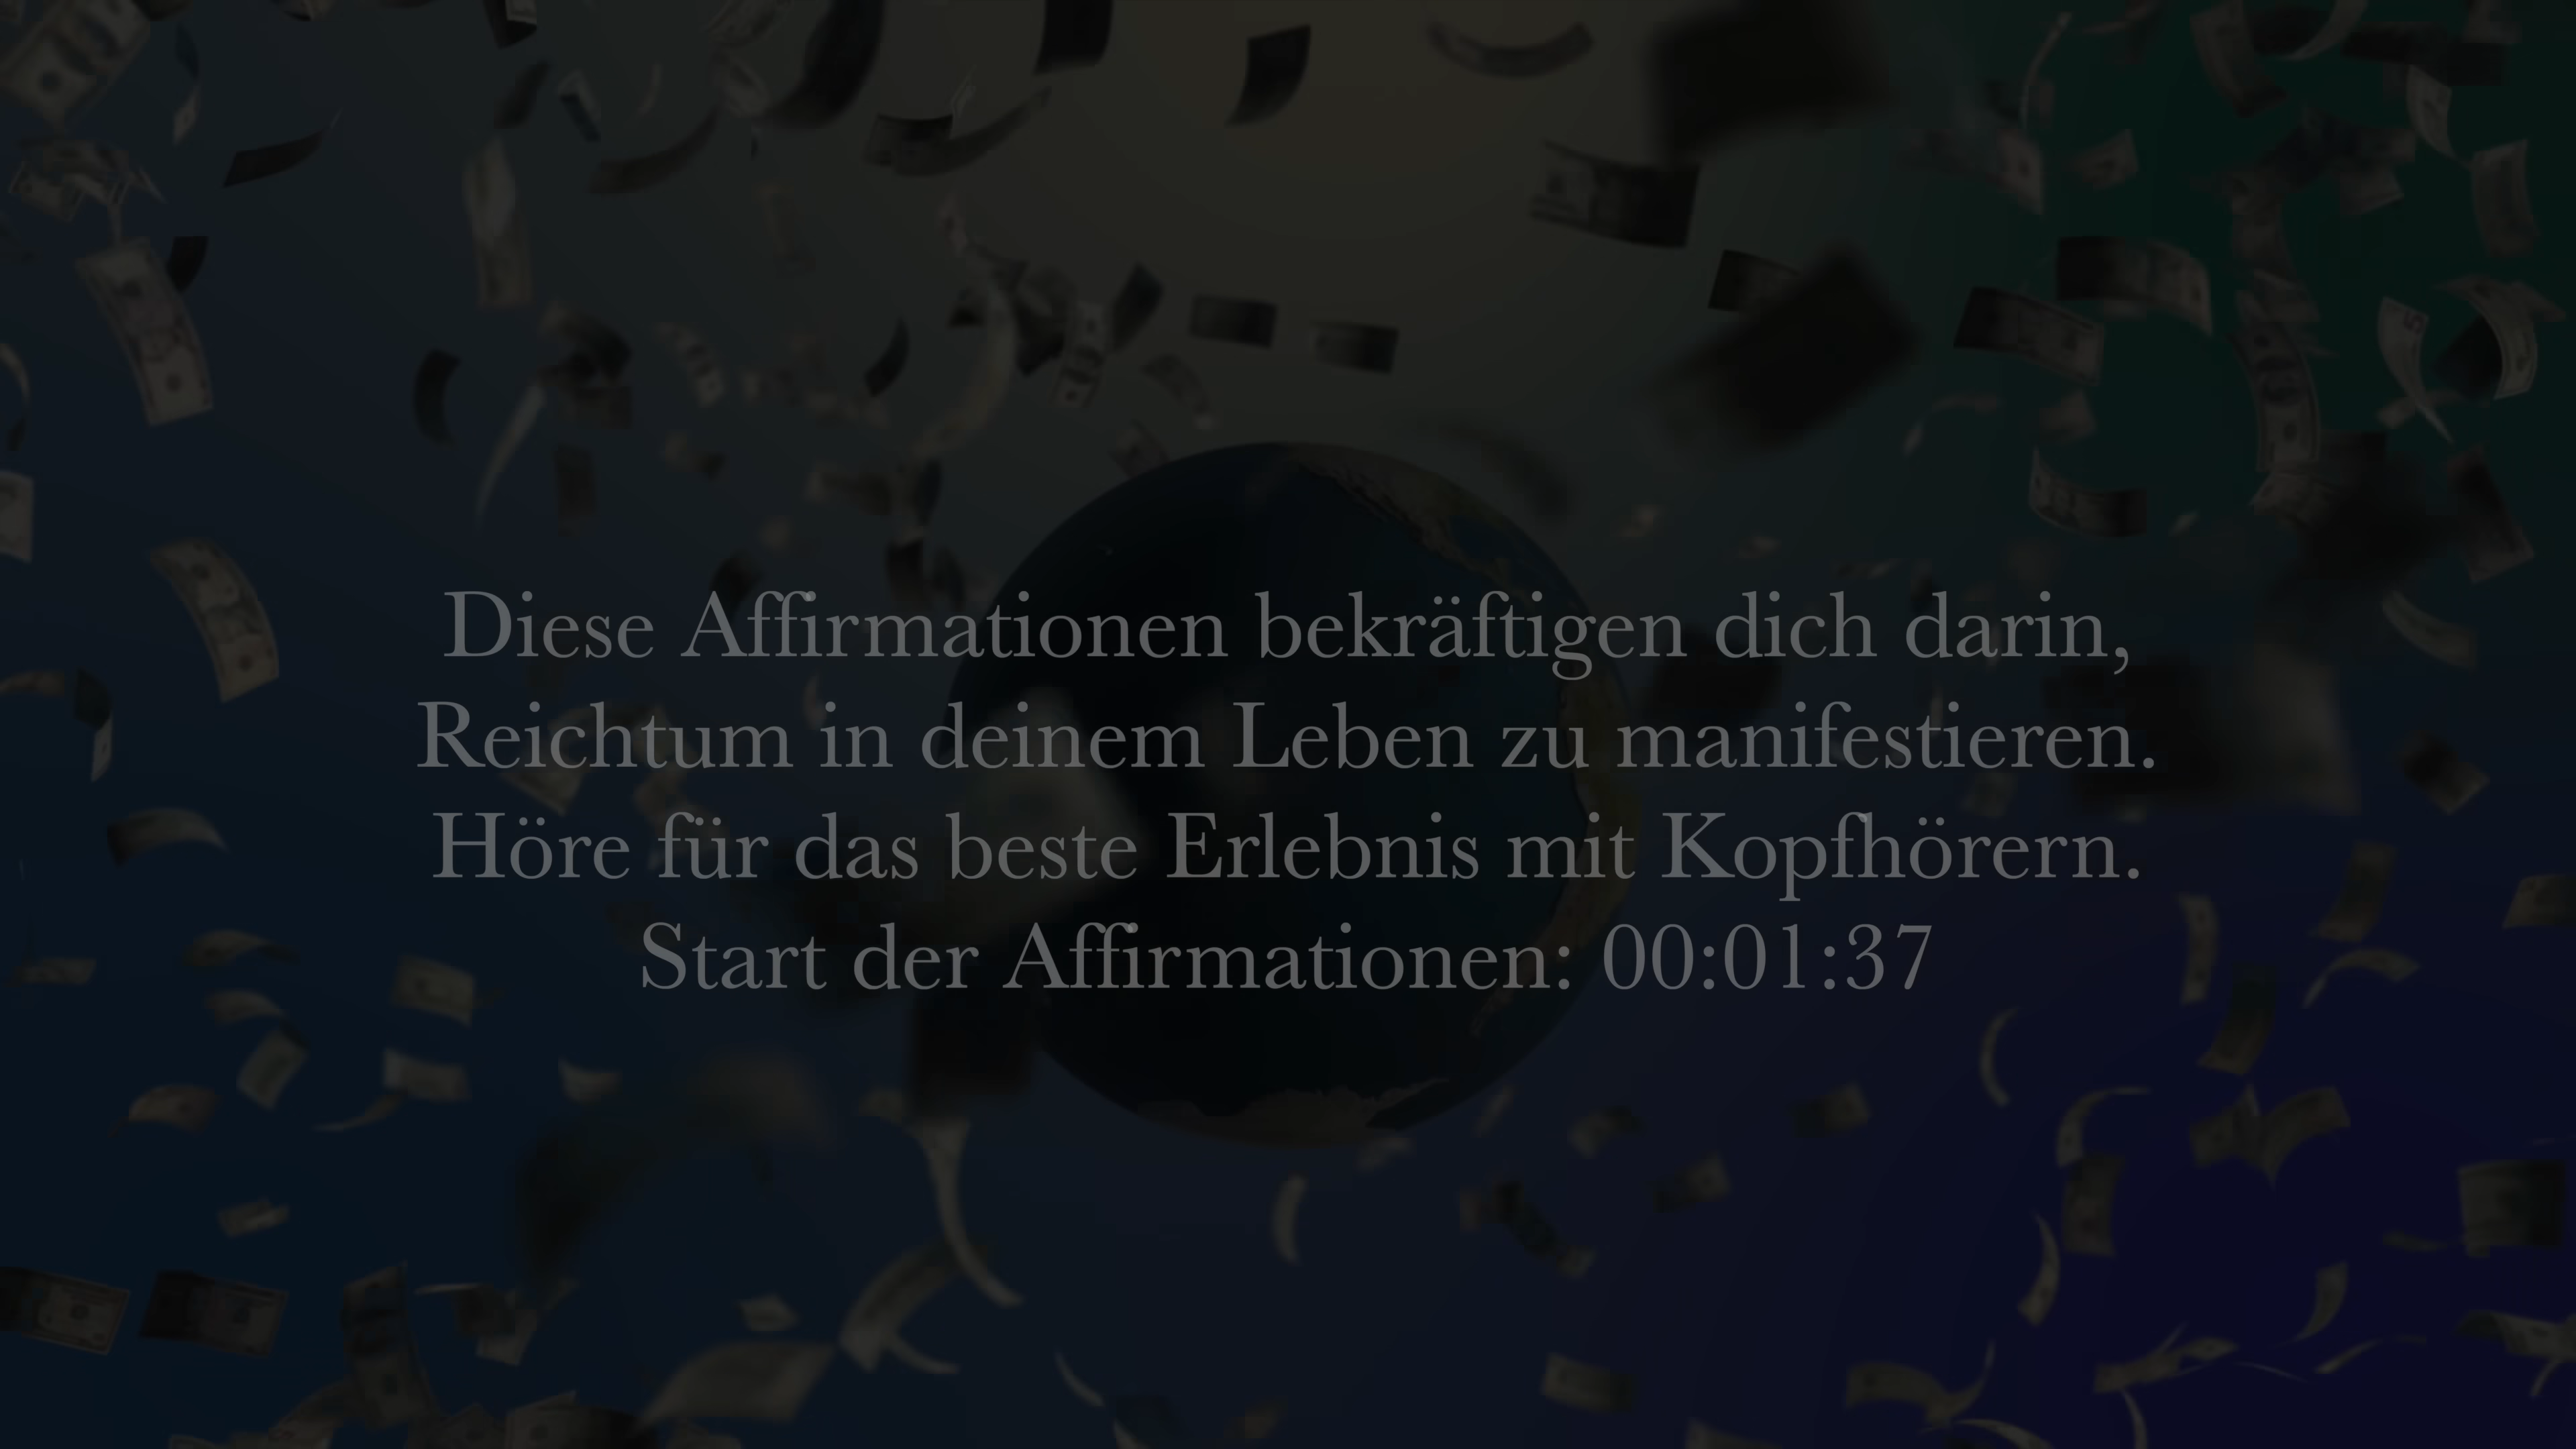 Diese Affirmationen bekräftigen dich darin,
Reichtum in deinem Leben zu manifestieren.
Höre für das beste Erlebnis mit Kopfhörern.
Start der Affirmationen: 00:01:37